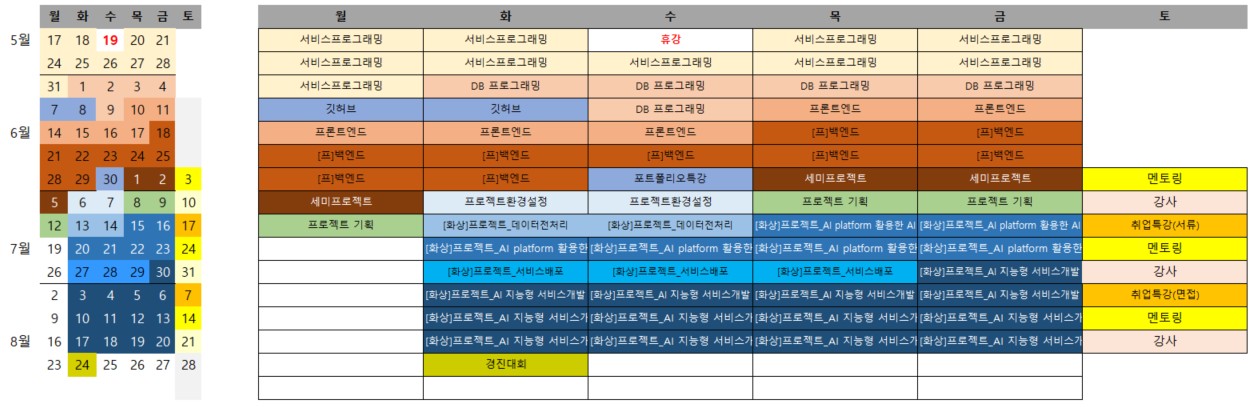 월 화 수 목 금 토 월 화 수 목 금 토
5월 17 18 19 20 21 서비스프로그래밍 서비스프로그래밍 휴강 서비스프로그래밍 서비스프로그래밍
24 25 26 27 28 서비스프로그래밍 서비스프로그래밍 서비스프로그래밍 서비스프로그래밍 서비스프로그래밍
31 1 2 3 4 서비스프로그래밍 DB 프로그래밍 DB 프로그래밍 DB 프로그래밍 DB 프로그래밍
7 8 9 10 11 깃허브 깃허브 DB 프로그래밍 프론트엔드 프론트엔드
6월 14 15 16 17 18 프론트엔드 프론트엔드 프론트엔드 [프]백엔드 [프]백엔드
21 22 23 24 25 [프]백엔드 [프]백엔드 [프]백엔드 [프]백엔드 [프]백엔드
28 29 30 1 2 3 [프]백엔드 [프]백엔드 포트폴리오특강 세미프로젝트 세미프로젝트 멘토링
5 6 7 8 9 10 세미프로젝트 프로젝트환경설정 프로젝트환경설정 프로젝트 기획 프로젝트 기획 강사
12 13 14 15 16 17 프로젝트 기획 [화상]프로젝트_데이터전처리 [화상]프로젝트_데이터전처리 [화상]프로젝트_AI platform 활용한 AI [화상]프로젝트_AI platform 활용한 AI 취업특강(서류)
7월 19 20 21 22 23 24 [화상]프로젝트_AI platform 활용한 [화상]프로젝트_AI platform 활용한 [화상]프로젝트_AI platform 활용한 [화상]프로젝트_AI platform 활용한 멘토링
26 27 28 29 30 31 [화상]프로젝트_서비스배포 [화상]프로젝트_서비스배포 [화상]프로젝트_서비스배포 [화상]프로젝트_AI 지능형 서비스개발 강사
2 3 4 5 6 7 [화상]프로젝트_AI 지능형 서비스개발 [화상]프로젝트_AI 지능형 서비스개발 [화상]프로젝트_AI 지능형 서비스개발 [화상]프로젝트_AI 지능형 서비스개발 취업특강(면접)
9 10 11 12 13 14 [화상]프로젝트_AI 지능형 서비스개 [화상]프로젝트_AI 지능형 서비스개 [화상]프로젝트_AI 지능형 서비스개 [화상]프로젝트_AI 지능형 서비스개 멘토링
8월 16 17 18 19 20 21 [화상]프로젝트_AI 지능형 서비스개 [화상]프로젝트_AI 지능형 서비스개 [화상]프로젝트_AI 지능형 서비스개 [화상]프로젝트_AI 지능형 서비스개 강사
23 24 25 26 27 28 경진대회